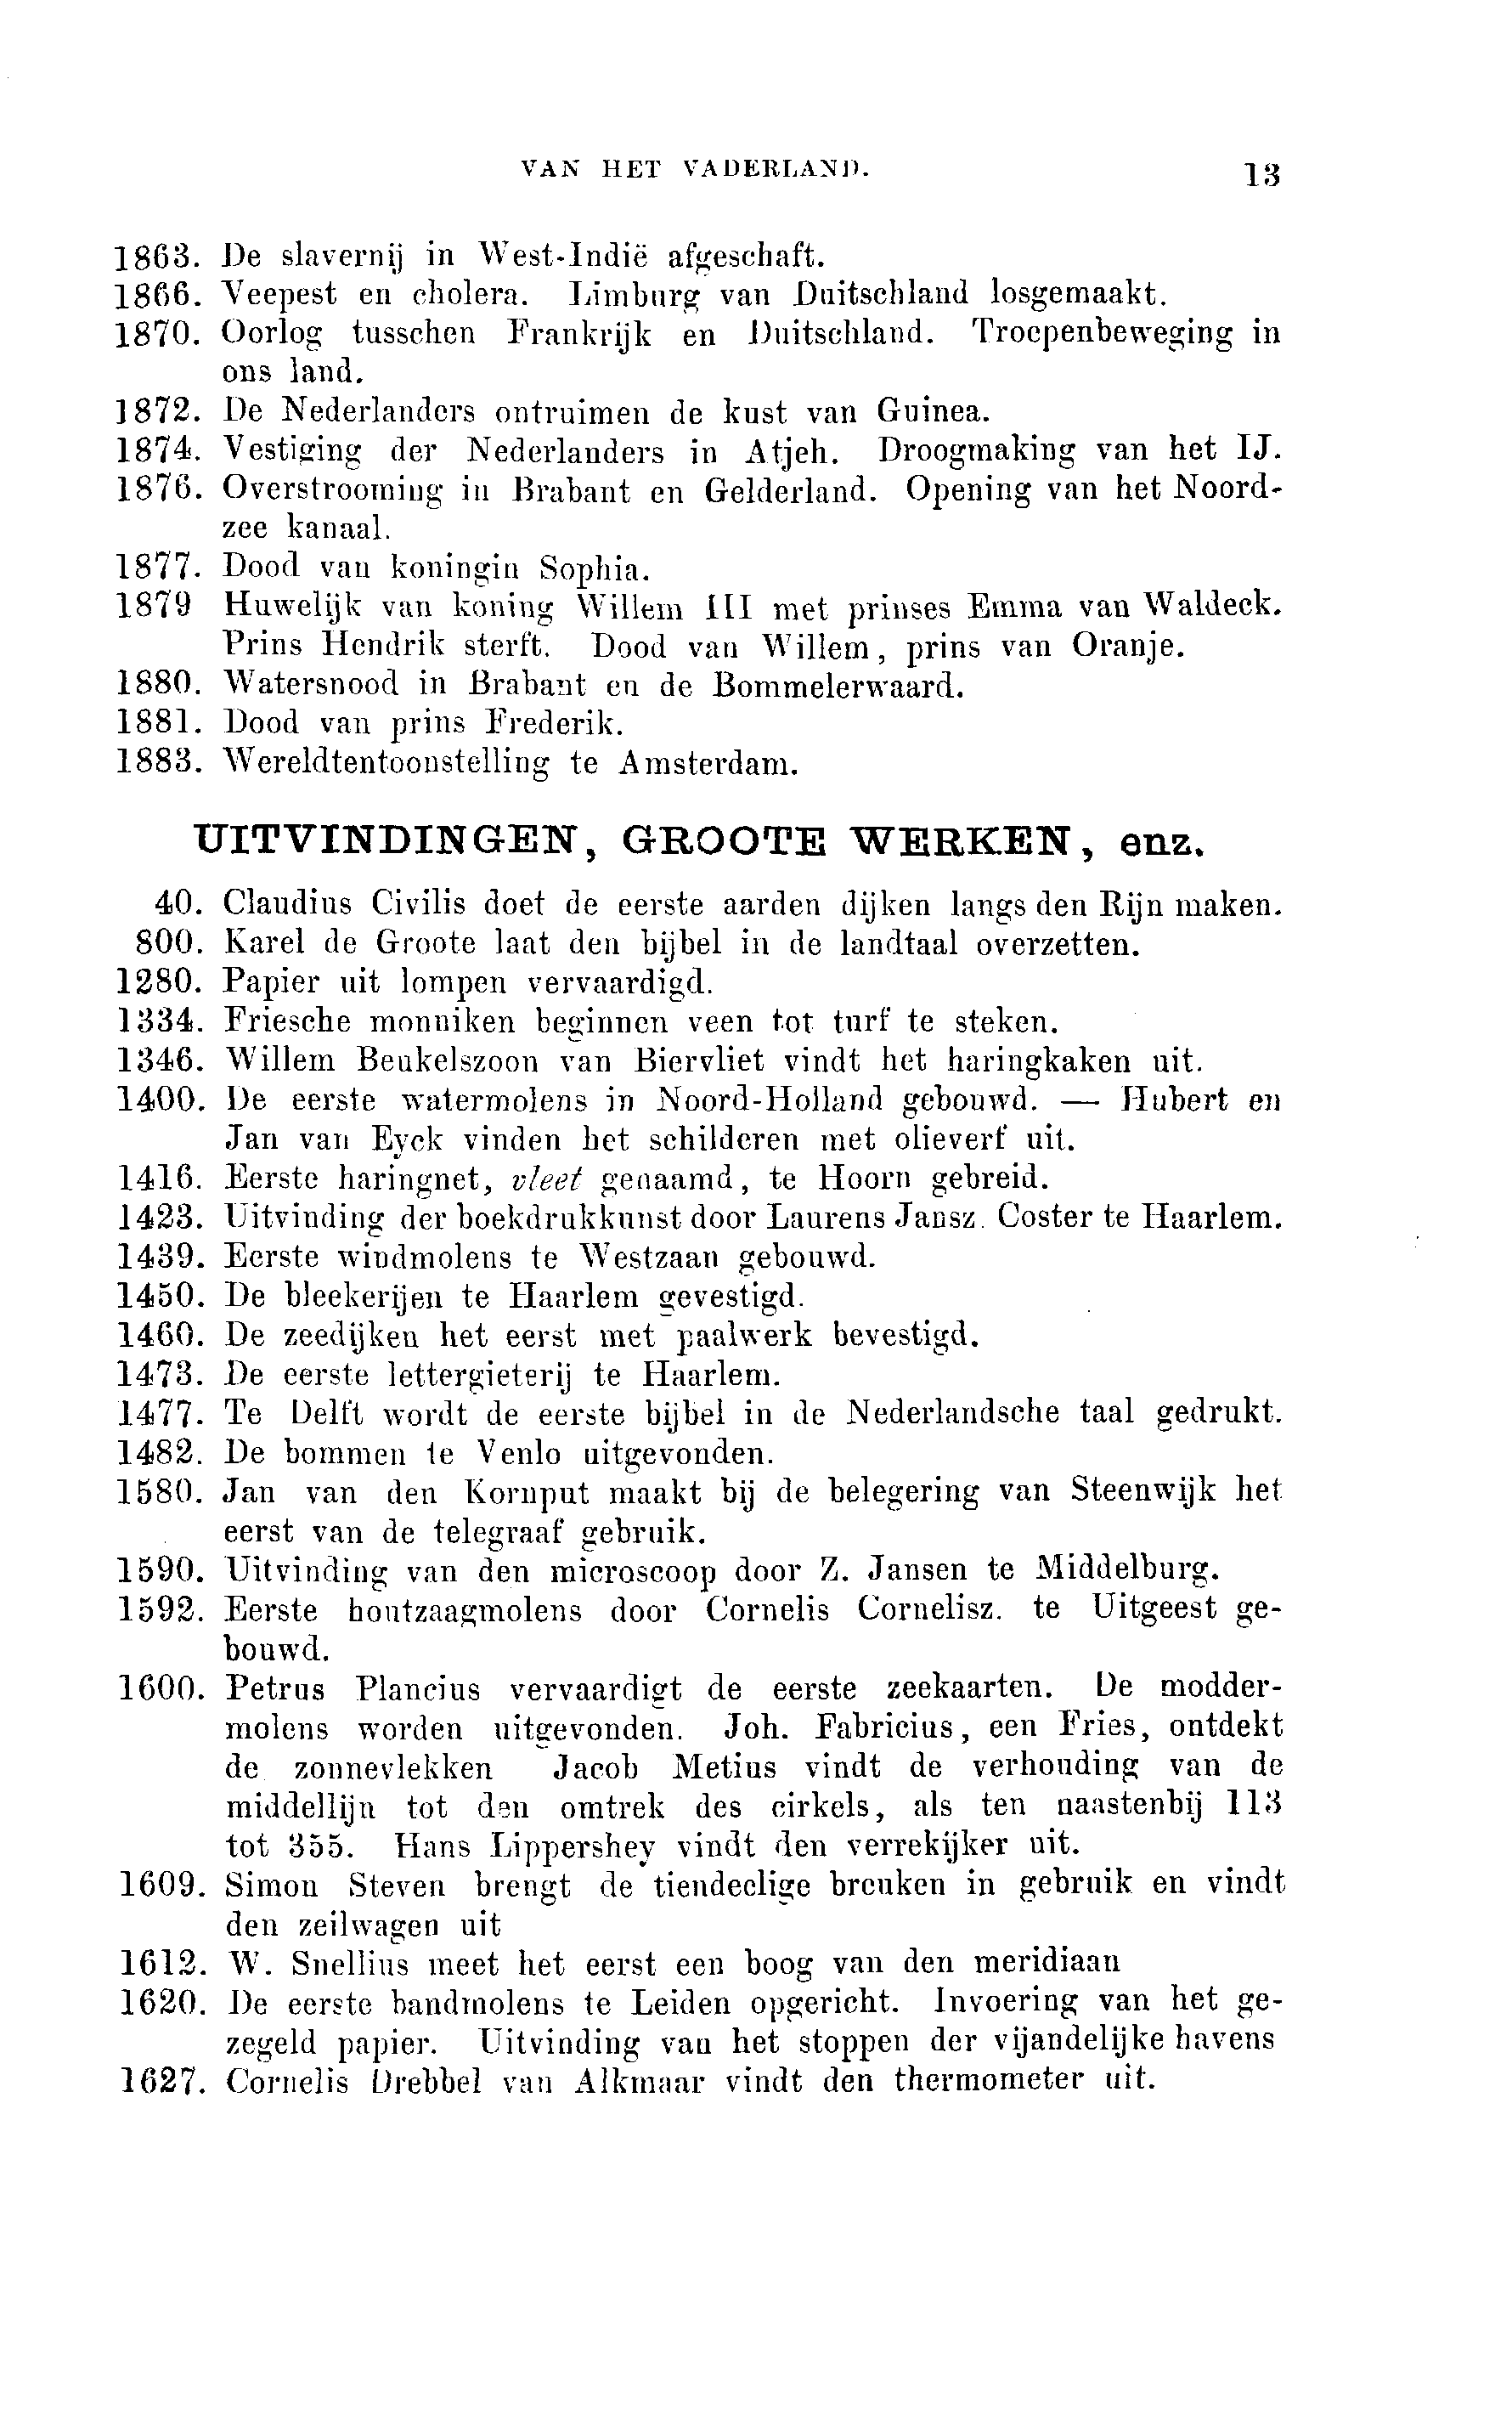 VAN HET VADERLAND. 13
1863. De slavernij in West-Indië afgeschaft.
1866. Veepest en cholera. Limburg van Duitschland losgemaakt.
1870. Oorlog tusschen Frankrijk en Duitschland. Troepenbeweging in
ons land.
1872. De Nederlanders ontruimen de kust van Guinea.
1874. Vestiging der Nederlanders in Atjeh. Droogmaking van het IJ.
1876. Overstrooming in Brabant en Gelderland. Opening van het Noord-
zee kanaal.
1877. Dood van koningin Sophia.
1879 Huwelijk van koning Willem III met prinses Emma van Waldeck.
Prins Hendrik sterft. Dood van Willem, prins van Oranje.
1880. Watersnood in Brabant en de Bommelerwaard.
1881. Dood van prins Frederik.
1883. Wereldtentoonstelling te Amsterdam.
UITVINDINGEN, GROOTE WERKEN, enz.
40. Claudius Civilis doet de eerste aarden dijken langs den Rijn maken.
800. Karel de Groote laat den bijbel in de landtaal overzetten.
1280. Papier uit lompen vervaardigd.
1334. Friesche monniken beginnen veen tot turf te steken.
1346. Willem Beukelszoon van Biervliet vindt het haringkaken uit.
1400. De eerste watermolens in Noord-Holland gebouwd. — Hubert en
Jan van Eyck vinden het schilderen met olieverf uit.
1416. Eerste haringnet, vleet genaamd, te Hoorn gebreid.
1423. Uitvinding der boekdrukkunst door Laurens Jansz. Coster te Haarlem.
1439. Eerste windmolens te Westzaan gebouwd.
1450. De bleekerijen te Haarlem gevestigd.
1460. De zeedijken het eerst met paalwerk bevestigd.
1473. De eerste lettergieterij te Haarlem.
1477. Te Delft wordt de eerste bijbel in de Nederlandsche taal gedrukt.
1482. De bommen te Venlo uitgevonden.
1580. Jan van den Kornput maakt bij de belegering van Steenwijk het
eerst van de telegraaf gebruik.
1590. Uitvinding van den microscoop door Z. Jansen te Middelburg.
1592. Eerste houtzaagmolens door Cornelis Cornelisz. te Uitgeest ge-
bouwd.
1600. Petrus Plancius vervaardigt de eerste zeekaarten. De modder-
molens worden uitgevonden. Joh. Fabricius, een Fries, ontdekt
de zonnevlekken Jacob Metius vindt de verhouding van de
middellijn tot den omtrek des cirkels, als ten naastenbij 113
tot 355. Hans Lippershey vindt den verrekijker uit.
1609. Simon Steven brengt de tiendeelige breuken in gebruik en vindt
den zeilwagen uit
1612. W. Snellius meet het eerst een boog van den meridiaan
1620. De eerste handmolens te Leiden opgericht. Invoering van het ge-
zegeld papier. Uitvinding van het stoppen der vijandelijke havens
1627. Cornelis Drebbel van Alkmaar vindt den thermometer uit.